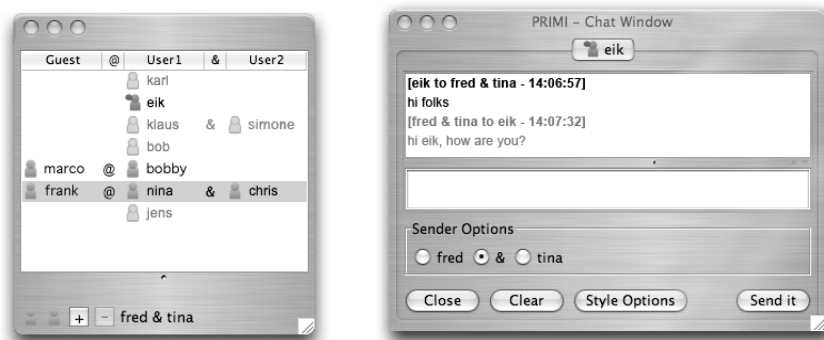 Guest @ User1 & User2
karl
eik
klaus & simone
bob
marco @ bobby
frank @ nina & chris
jens
+ - fred & tina
PRIMI – Chat Window
eik
[eik to fred & tina - 14:06:57]
hi folks
[fred & tina to eik - 14:07:32]
hi eik, how are you?
Sender Options
fred & tina
Close Clear Style Options Send it